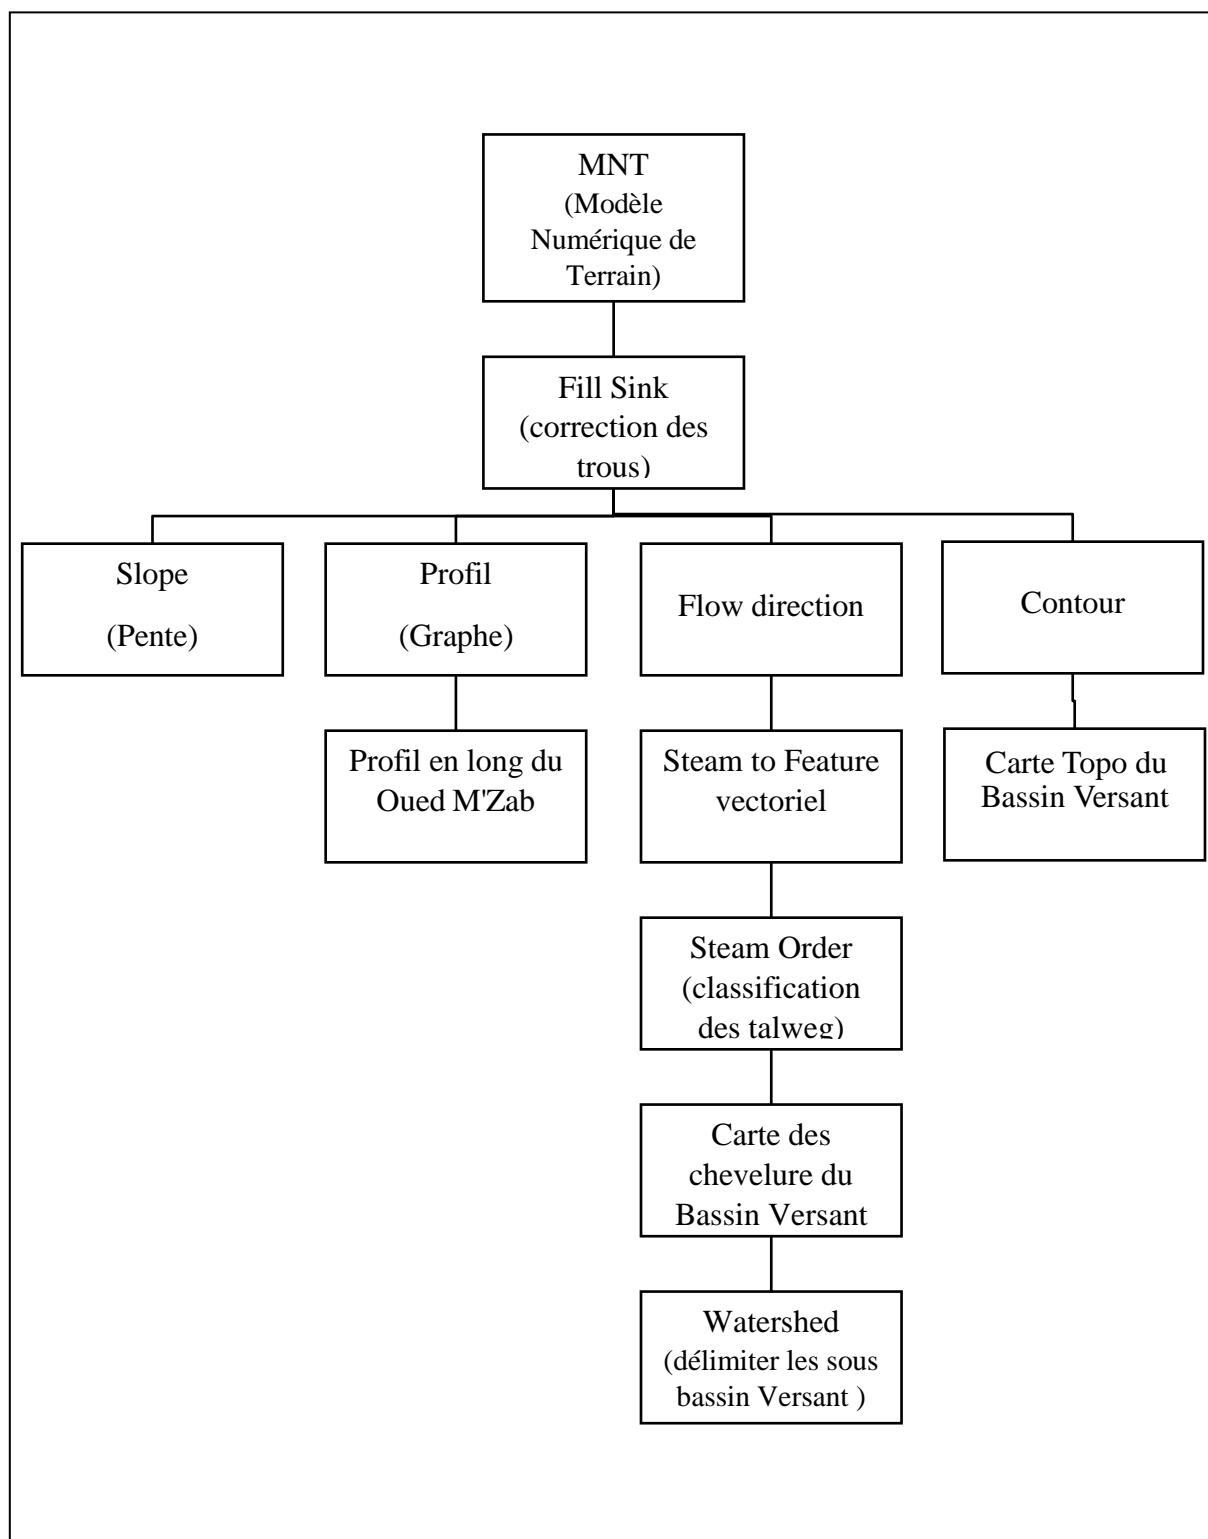 MNT
(Modèle
Numérique de
Terrain)
Fill Sink
(correction des
trous)
Slope
(Pente)
Profil
(Graphe)
Flow direction
Contour
Profil en long du
Oued M'Zab
Steam to Feature
vectoriel
Carte Topo du
Bassin Versant
Steam Order
(classification
des talweg)
Carte des
chevelure du
Bassin Versant
Watershed
(délimiter les sous
bassin Versant )